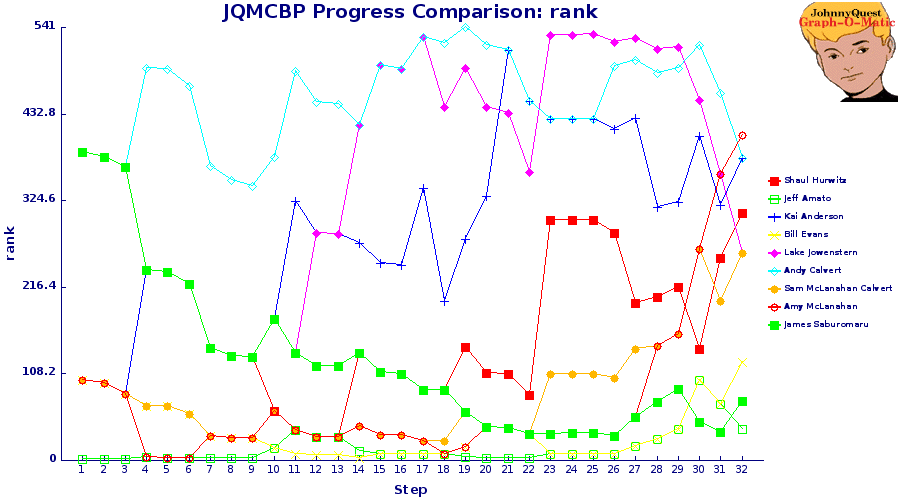 JQMCBP Progress Comparison: rank
JohnnyQuest
Graph-O-Matic
541
432.8
324.6
216.4
108.2
0
rank
1 2 3 4 5 6 7 8 9 10 11 12 13 14 15 16 17 18 19 20 21 22 23 24 25 26 27 28 29 30 31 32
Step
Shaul Hurwitz
Jeff Amato
Kai Anderson
Bill Evans
Lake Jowenstern
Andy Calvert
Sam McLanahan Calvert
Amy McLanahan
James Saburomaru